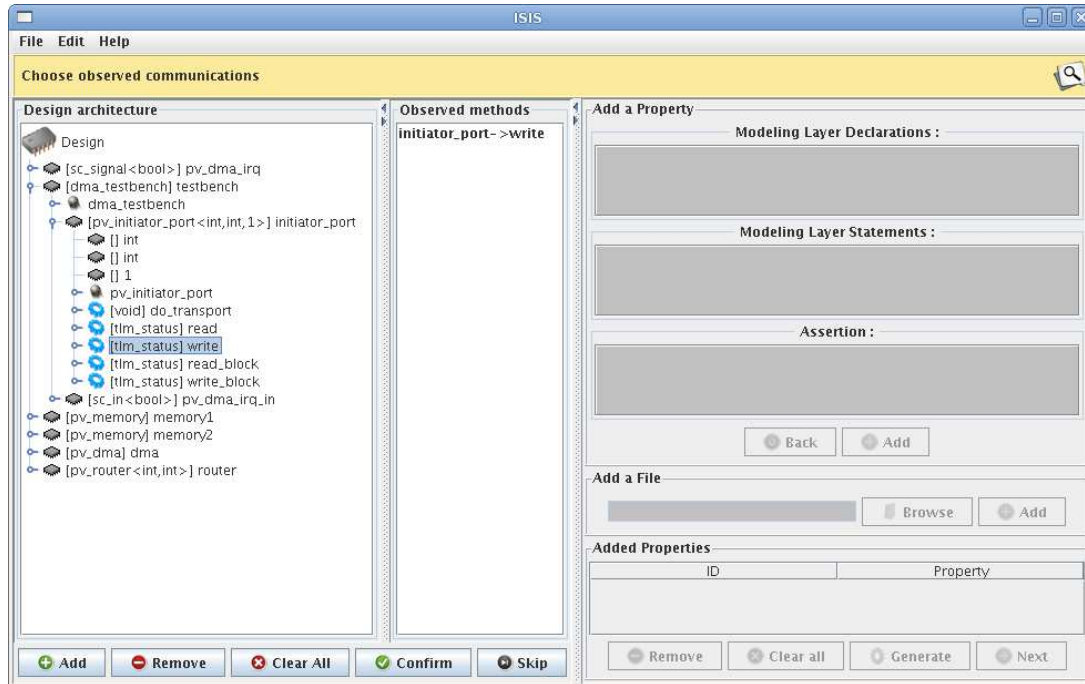 ISIS
File Edit Help
Choose observed communications
Design architecture
Design
[sc_signal<bool>] pv_dma_irq
[dma_testbench] testbench
dma_testbench
[pv_initiator_port<int,int,1>] initiator_port
[] int
[] int
[] 1
pv_initiator_port
[void] do_transport
[tlm_status] read
[tlm_status] write
[tlm_status] read_block
[tlm_status] write_block
[sc_in<bool>] pv_dma_irq_in
[pv_memory] memory1
[pv_memory] memory2
[pv_dma] dma
[pv_router<int,int>] router
Observed methods
initiator_port->write
Add Remove Clear All Confirm Skip
Add a Property
Modeling Layer Declarations :
Modeling Layer Statements :
Assertion :
Back Add
Add a File
Browse Add
Added Properties
ID Property
Remove Clear all Generate Next